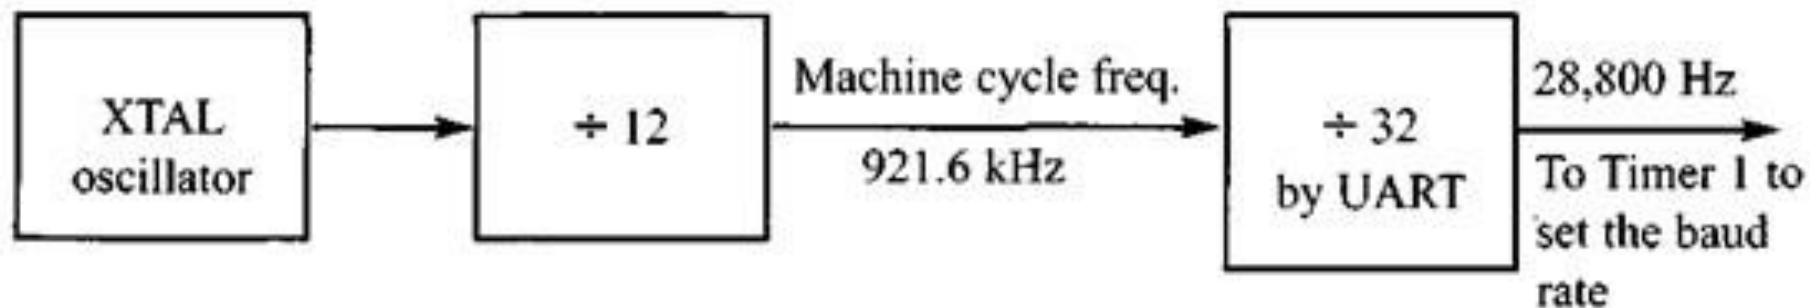 XTAL
oscillator
÷ 12
Machine cycle freq.
921.6 kHz
÷ 32
by UART
28,800 Hz
To Timer 1 to
set the baud
rate